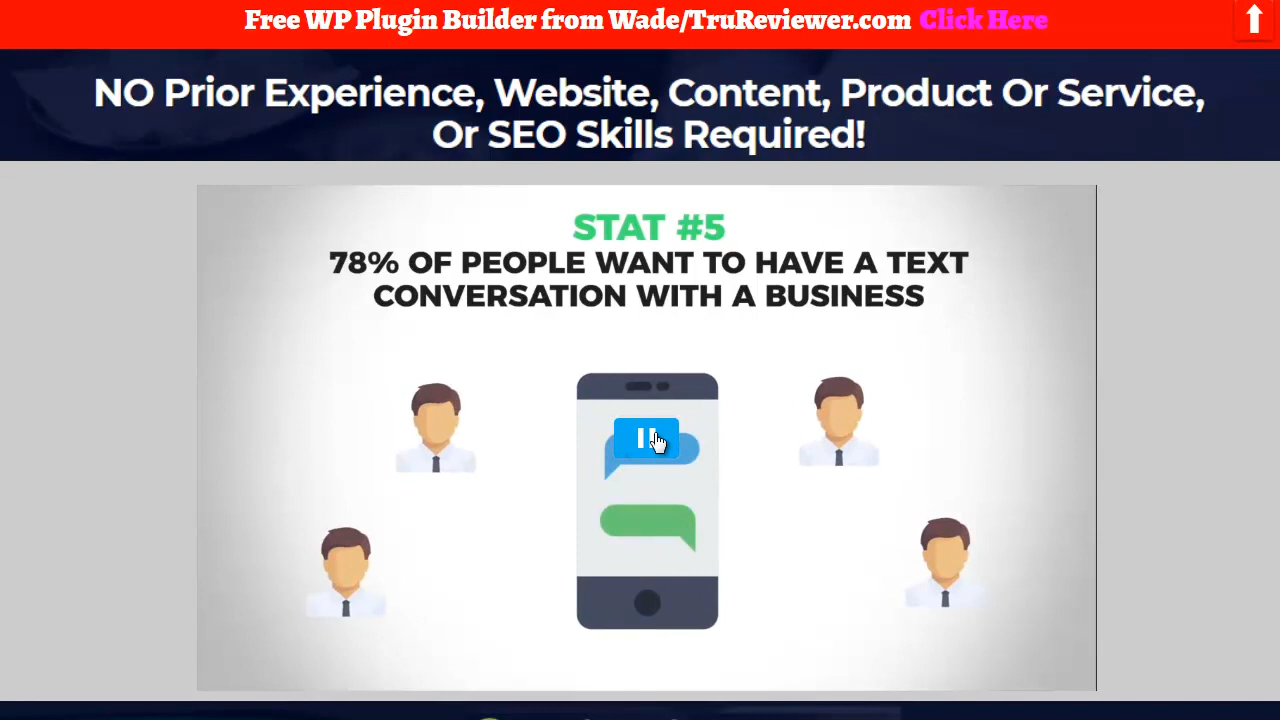 Free WP Plugin Builder from Wade/TruReviewer.com Click Here
NO Prior Experience, Website, Content, Product Or Service,
Or SEO Skills Required!
STAT #5
78% OF PEOPLE WANT TO HAVE A TEXT
CONVERSATION WITH A BUSINESS